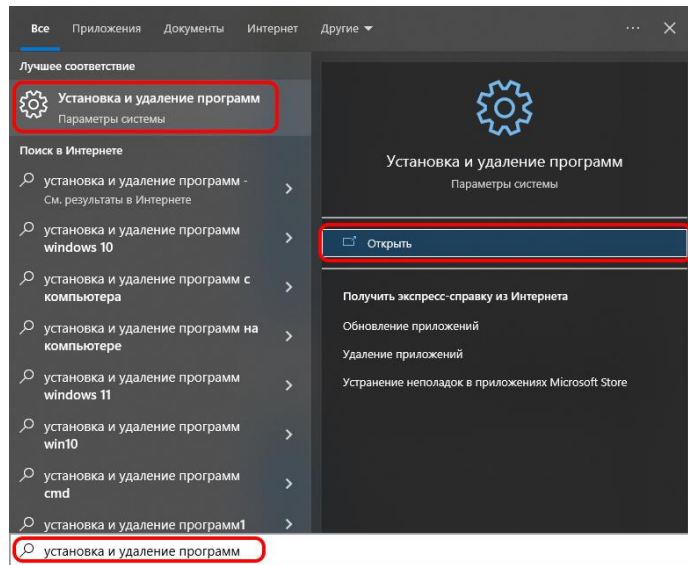 Все Приложения Документы Интернет Другие
Лучшее соответствие
Установка и удаление программ
Параметры системы
Поиск в Интернете
установка и удаление программ -
См. результаты в Интернете
установка и удаление программ
windows 10
установка и удаление программ с
компьютера
установка и удаление программ на
компьютере
установка и удаление программ
windows 11
установка и удаление программ
win10
установка и удаление программ
cmd
установка и удаление программ1
установка и удаление программ
Установка и удаление программ
Параметры системы
Открыть
Получить экспресс-справку из Интернета
Обновление приложений
Удаление приложений
Устранение неполадок в приложениях Microsoft Store